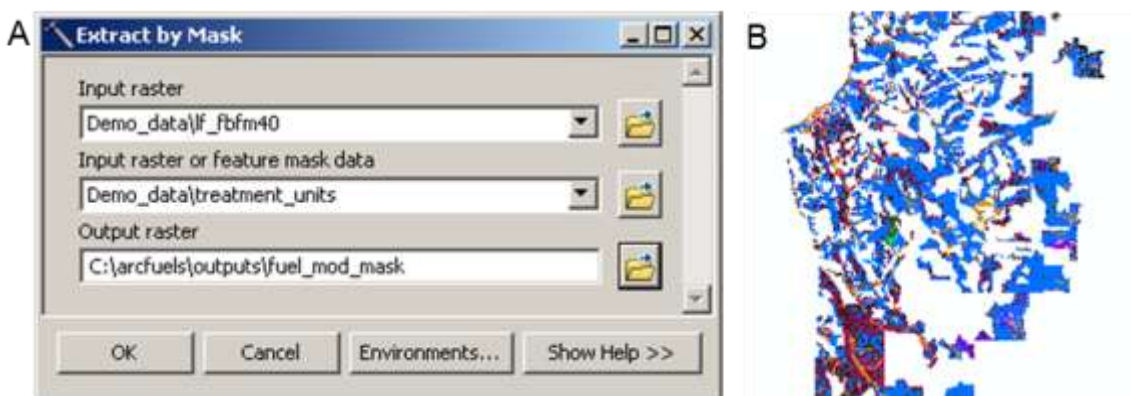 A
Extract by Mask
B
Input raster
Demo_data\lf_fbfm40
Input raster or feature mask data
Demo_data\treatment_units
Output raster
C:\arcfuels\outputs\fuel_mod_mask
OK Cancel Environments... Show Help >>